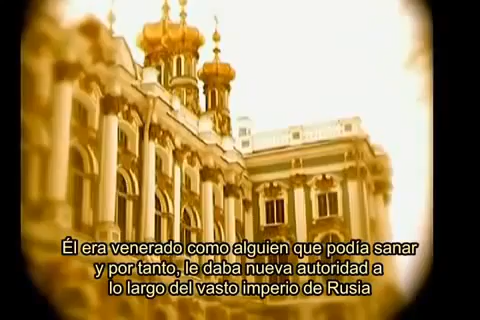 Él era venerado como alguien que podía sanar
y por tanto, le daba nueva autoridad a
lo largo del vasto imperio de Rusia